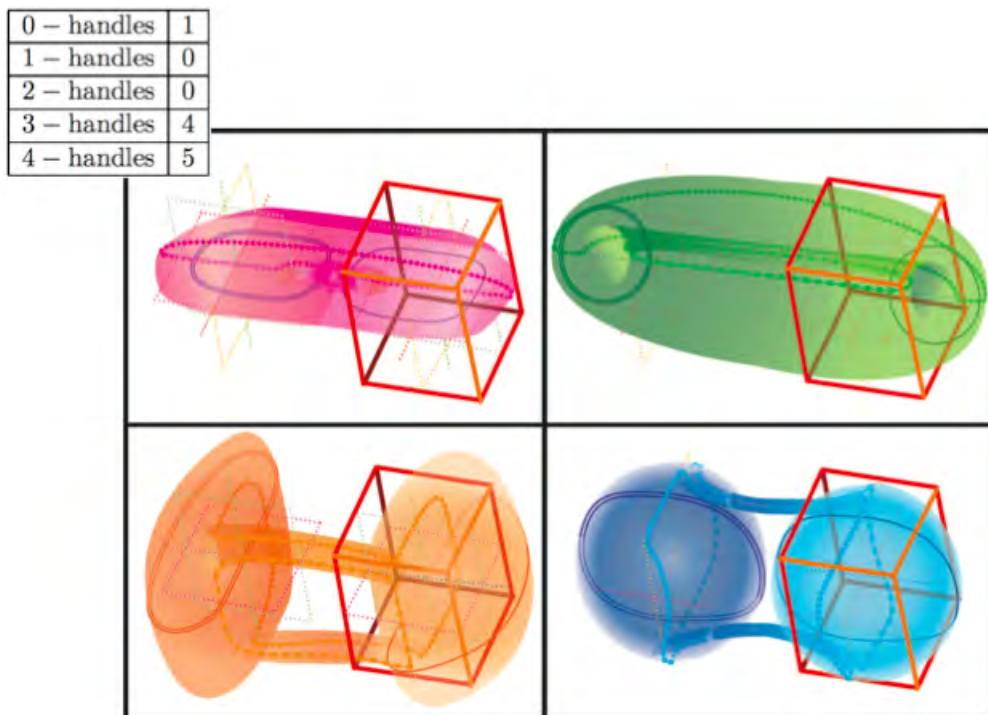 0 – handles 1
1 – handles 0
2 – handles 0
3 – handles 4
4 – handles 5